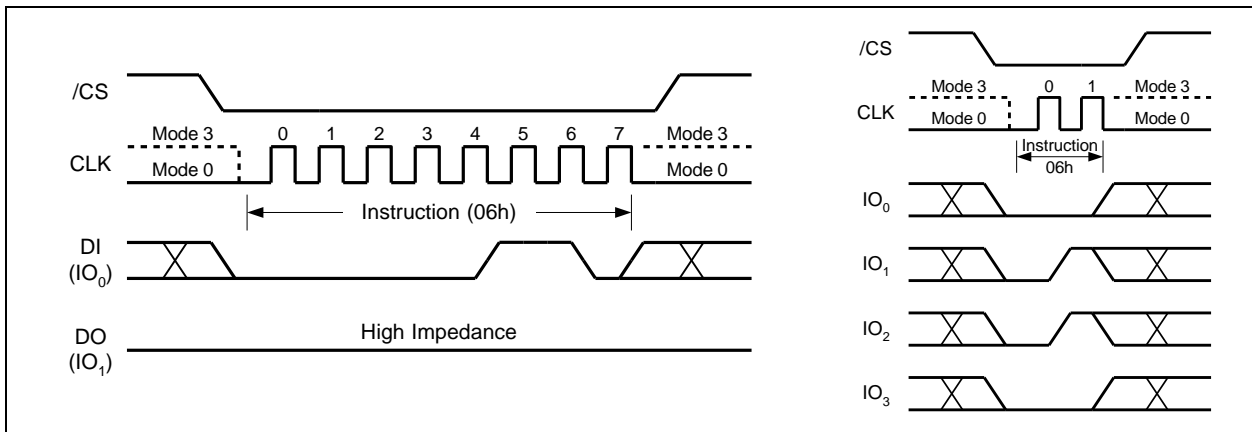 /CS
Mode 3 0 1 2 3 4 5 6 7 Mode 3
CLK Mode 0 Mode 0
Instruction (06h)
DI
(IO0)
DO High Impedance
(IO1)
/CS
Mode 3 0 1 Mode 3
CLK Mode 0 Mode 0
Instruction
06h
IO0
IO1
IO2
IO3